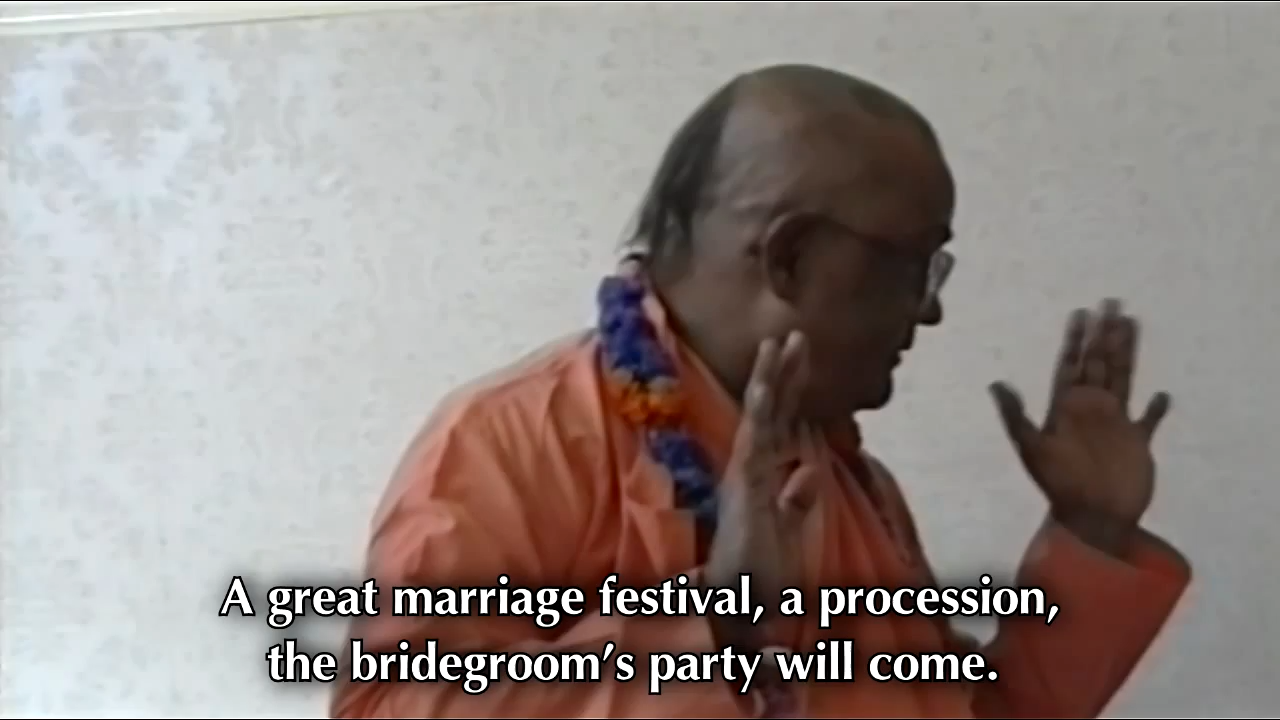 A great marriage festival, a procession,
the bridegroom’s party will come.